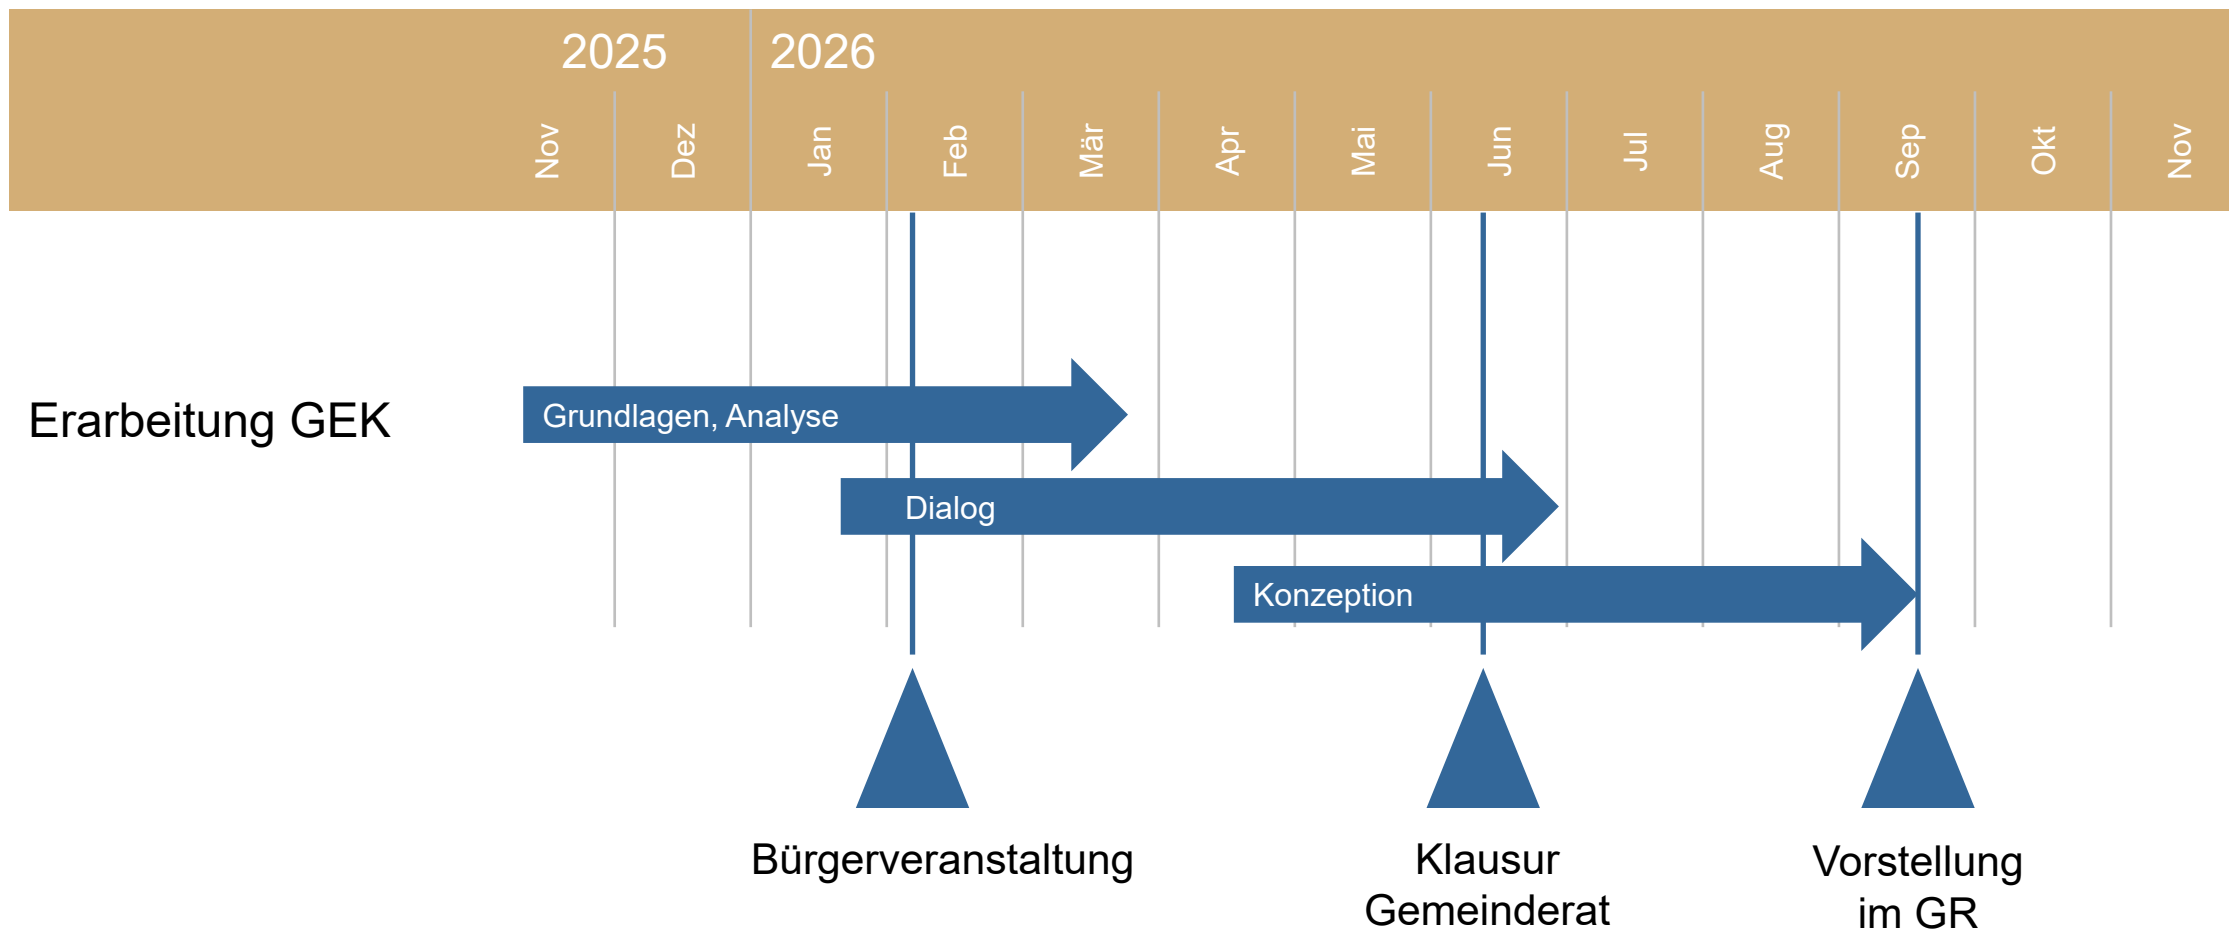 2025 2026
Nov Dez Jan Feb Mär Apr Mai Jun Jul Aug Sep Okt Nov
Erarbeitung GEK
Grundlagen, Analyse
Dialog
Konzeption
Bürgerveranstaltung
Klausur
Gemeinderat
Vorstellung
im GR